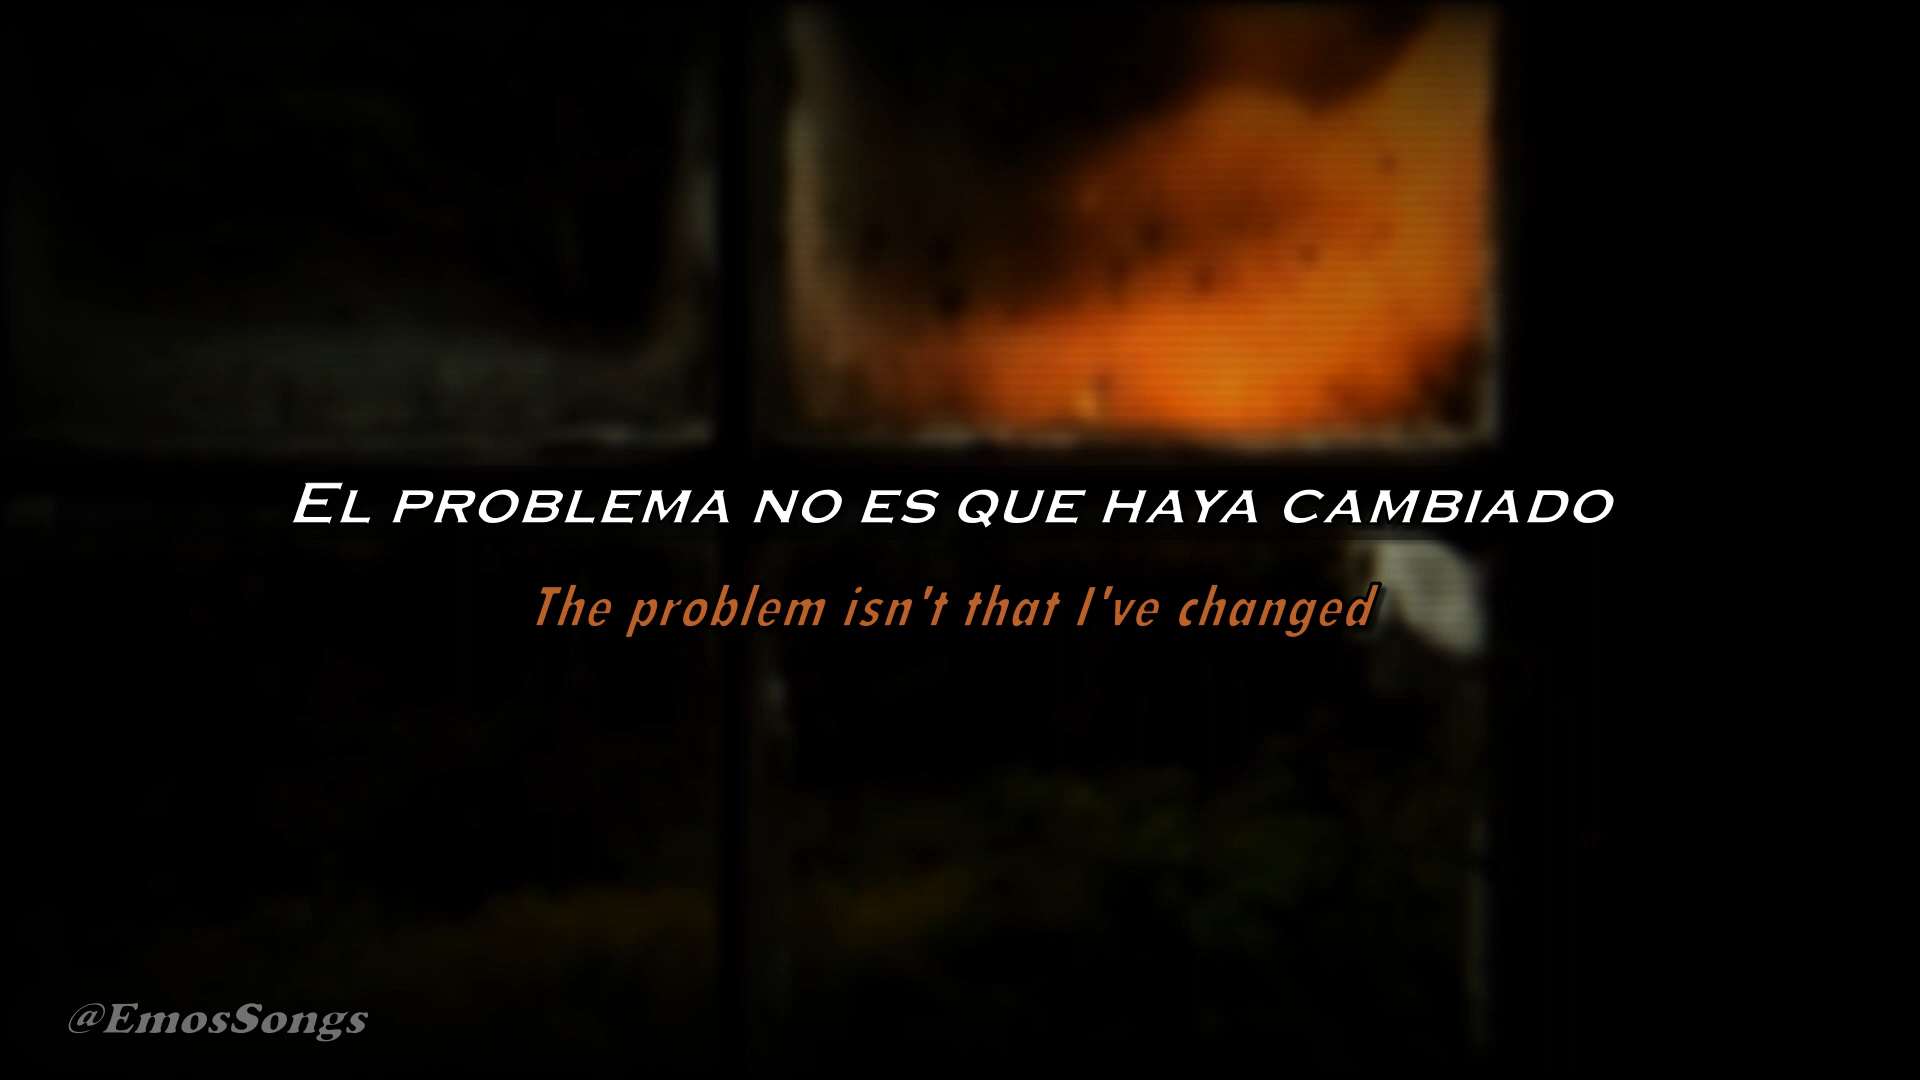 El problema no es que haya cambiado
The problem isn't that I've changed
@EmosSongs